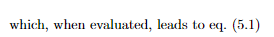 which, when evaluated, leads to eq. (5.1)